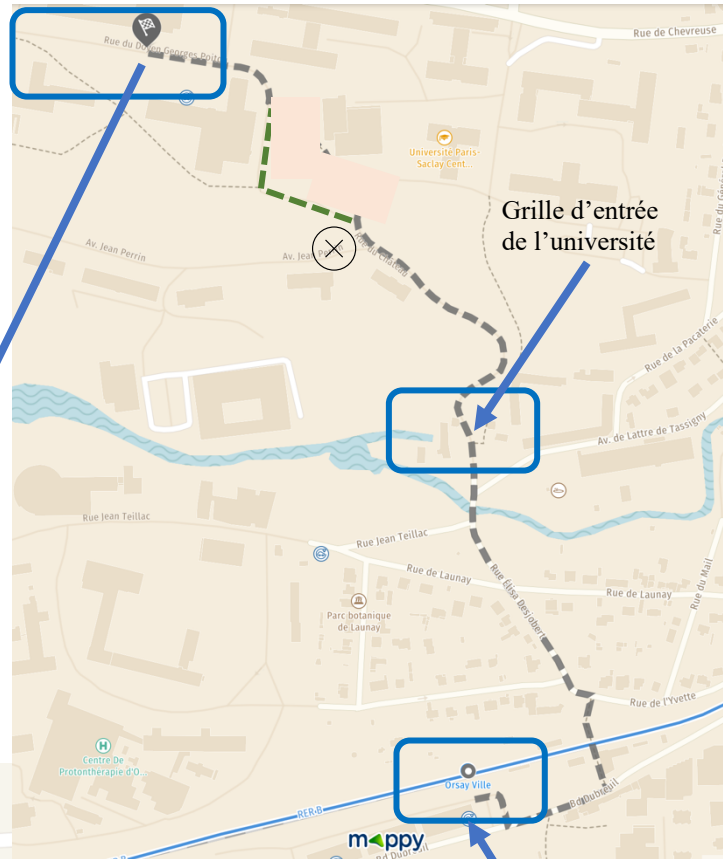 Rue de Chevreuse
Rue du Doyen Georges Poitou
Université Paris-
Saclay Cent...
Grille d’entrée
de l’université
Av. Jean Perrin
Av. Jean Perrin
Rue du Château
Rue de la Pacaterie
Av. de Lattre de Tassigny
Rue Jean Teillac
Rue Jean Teillac
Rue de Launay
Rue de Launay
Rue du Mail
Parc botanique
de Launay
Rue Élisa Desjobert
Rue de l'Yvette
H
Centre De
Protonthérapie d'O...
Orsay Ville
RER B
Bd Dubreuil
mappy
Bd Dubreuil